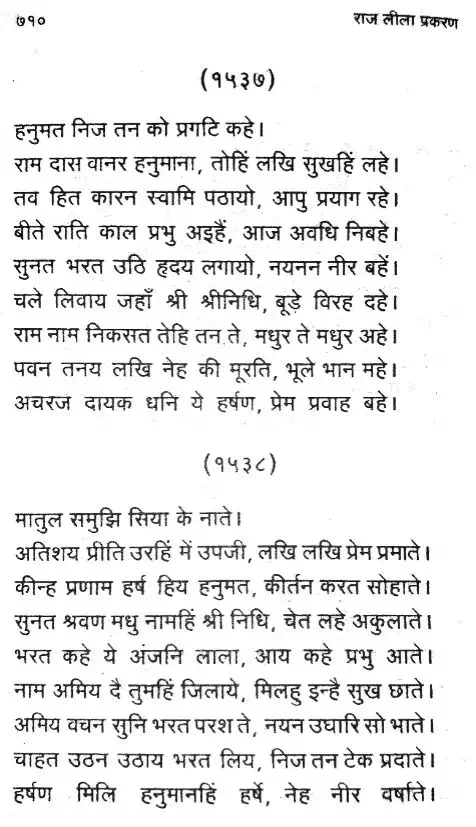 ७१० राज लीला प्रकरण
(१५३७)
हनुमत निज तन को प्रगटि कहे।
राम दास वानर हनुमाना, तोहिं लखि सुखहिं लहे।
तव हित कारन स्वामि पठायो, आपु प्रयाग रहे।
बीते राति काल प्रभु अइहैं, आज अवधि निबहे।
सुनत भरत उठि हृदय लगायो, नयनन नीर बहें।
चले लिवाय जहाँ श्री श्रीनिधि, बूड़े विरह दहे।
राम नाम निकसत तेहि तन ते, मधुर ते मधुर अहे।
पवन तनय लखि नेह की मूरति, भूले भान महे।
अचरज दायक धनि ये हर्षण, प्रेम प्रवाह बहे।
(१५३८)
मातुल समुझि सिया के नाते।
अतिशय प्रीति उरहिं में उपजी, लखि लखि प्रेम प्रमाते।
कीन्ह प्रणाम हर्ष हिय हनुमत, कीर्तन करत सोहाते।
सुनत श्रवण मधु नामहिं श्री निधि, चेत लहे अकुलाते।
भरत कहे ये अंजनि लाला, आय कहे प्रभु आते।
नाम अमिय दै तुमहिं जिलाये, मिलहु इन्है सुख छाते।
अमिय वचन सुनि भरत परश ते, नयन उघारि सो भाते।
चाहत उठन उठाय भरत लिय, निज तन टेक प्रदाते।
हर्षण मिलि हनुमानहिं हर्षे, नेह नीर वर्षाते।